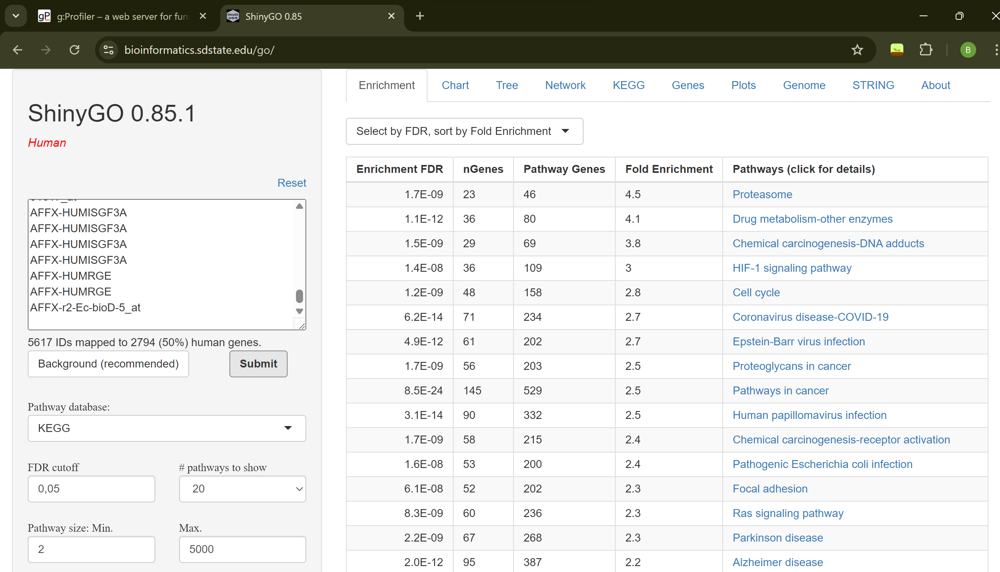 g:Profiler – a web server for fun
ShinyGO 0.85
bioinformatics.sdstate.edu/go/
B
ShinyGO 0.85.1
Human
Reset
AFFX-HUMISGF3A
AFFX-HUMISGF3A
AFFX-HUMISGF3A
AFFX-HUMISGF3A
AFFX-HUMRGE
AFFX-HUMRGE
AFFX-r2-Ec-bioD-5_at
5617 IDs mapped to 2794 (50%) human genes.
Background (recommended) Submit
Pathway database:
KEGG
FDR cutoff # pathways to show
0,05 20
Pathway size: Min. Max.
2 5000
Enrichment Chart Tree Network KEGG Genes Plots Genome STRING About
Select by FDR, sort by Fold Enrichment
Enrichment FDR nGenes Pathway Genes Fold Enrichment Pathways (click for details)
1.7E-09 23 46 4.5 Proteasome
1.1E-12 36 80 4.1 Drug metabolism-other enzymes
1.5E-09 29 69 3.8 Chemical carcinogenesis-DNA adducts
1.4E-08 36 109 3 HIF-1 signaling pathway
1.2E-09 48 158 2.8 Cell cycle
6.2E-14 71 234 2.7 Coronavirus disease-COVID-19
4.9E-12 61 202 2.7 Epstein-Barr virus infection
1.7E-09 56 203 2.5 Proteoglycans in cancer
8.5E-24 145 529 2.5 Pathways in cancer
3.1E-14 90 332 2.5 Human papillomavirus infection
1.7E-09 58 215 2.4 Chemical carcinogenesis-receptor activation
1.6E-08 53 200 2.4 Pathogenic Escherichia coli infection
6.1E-08 52 202 2.3 Focal adhesion
8.3E-09 60 236 2.3 Ras signaling pathway
2.2E-09 67 268 2.3 Parkinson disease
2.0E-12 95 387 2.2 Alzheimer disease